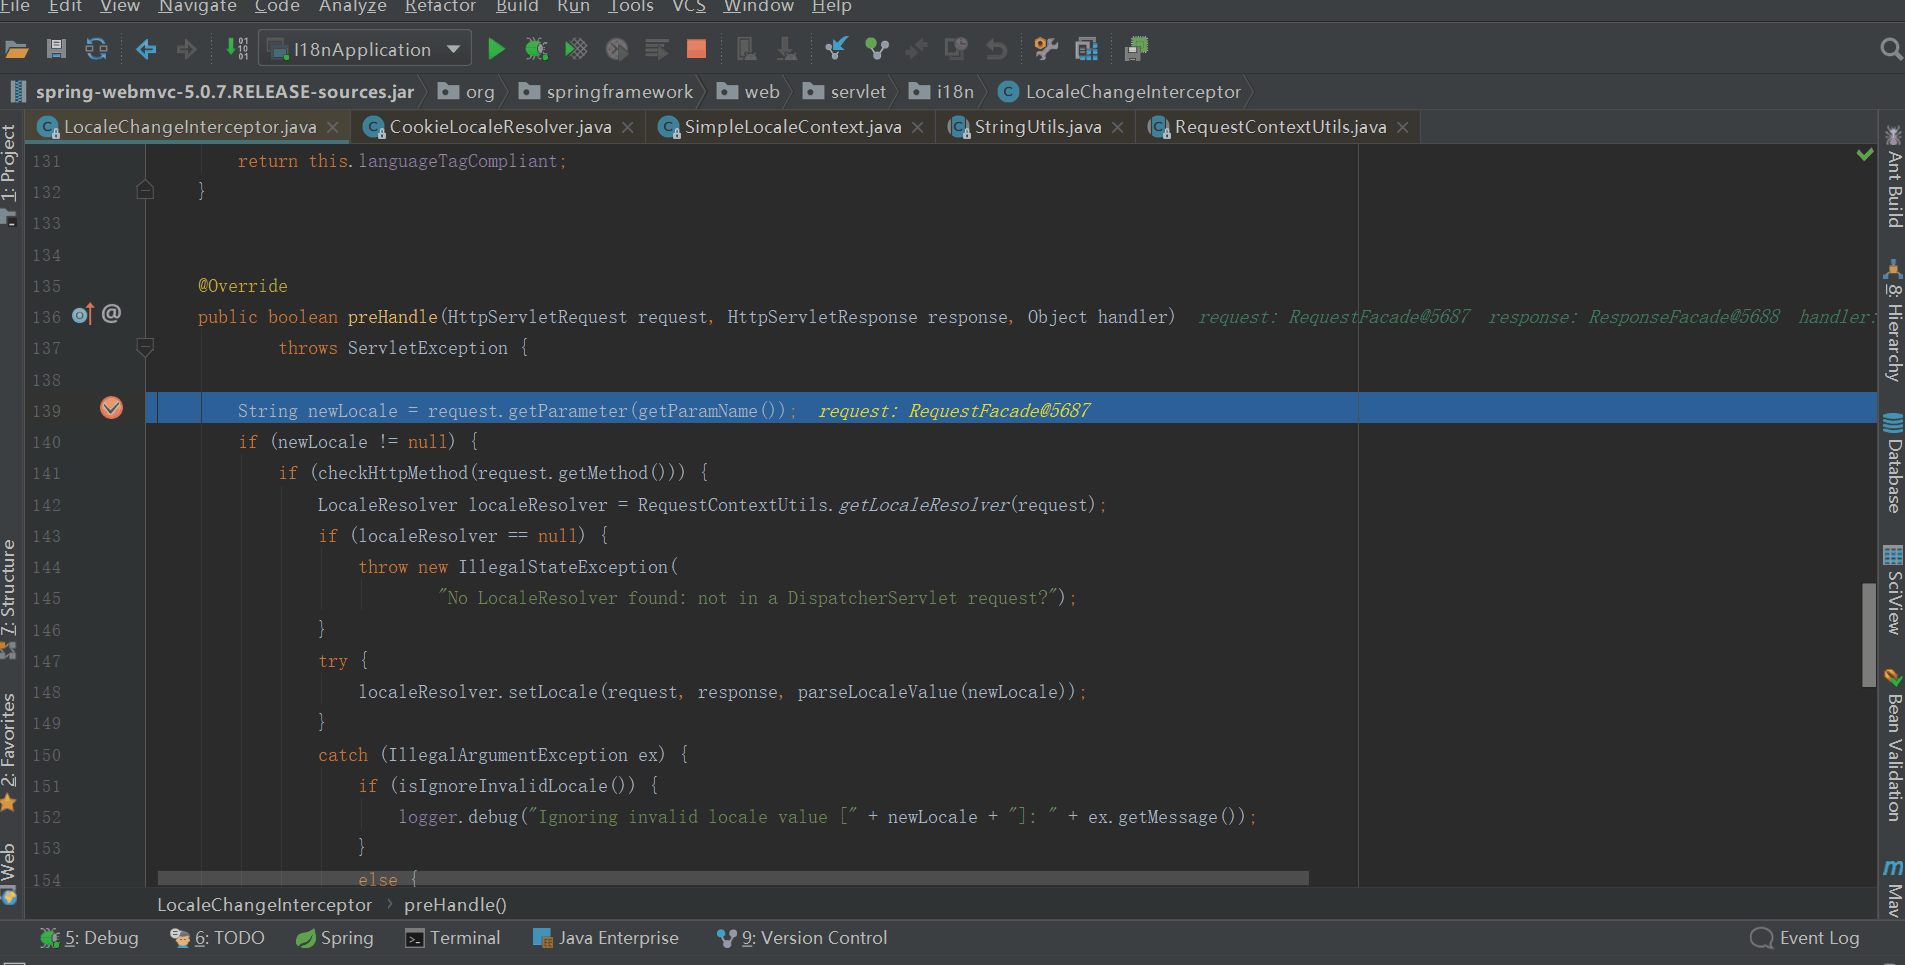 File Edit View Navigate Code Analyze Refactor Build Run Tools VCS Window Help
I18nApplication
spring-webmvc-5.0.7.RELEASE-sources.jar org springframework web servlet i18n LocaleChangeInterceptor
LocaleChangeInterceptor.java CookieLocaleResolver.java SimpleLocaleContext.java StringUtils.java RequestContextUtils.java
131 return this.languageTagCompliant;
132 }
133
134
135 @Override
136 @ public boolean preHandle(HttpServletRequest request, HttpServletResponse response, Object handler) request: RequestFacade@5687 response: ResponseFacade@5688 handler:
137 throws ServletException {
138
139 String newLocale = request.getParameter(getParamName()); request: RequestFacade@5687
140 if (newLocale != null) {
141 if (checkHttpMethod(request.getMethod())) {
142 LocaleResolver localeResolver = RequestContextUtils.getLocaleResolver(request);
143 if (localeResolver == null) {
144 throw new IllegalStateException(
145 "No LocaleResolver found: not in a DispatcherServlet request?");
146 }
147 try {
148 localeResolver.setLocale(request, response, parseLocaleValue(newLocale));
149 }
150 catch (IllegalArgumentException ex) {
151 if (isIgnoreInvalidLocale()) {
152 logger.debug("Ignoring invalid locale value [" + newLocale + "]: " + ex.getMessage());
153 }
154 else {
LocaleChangeInterceptor › preHandle()
5: Debug 6: TODO Spring Terminal Java Enterprise 9: Version Control Event Log
1: Project
7: Structure
2: Favorites
Web
Ant Build
8: Hierarchy
Database
SciView
Bean Validation
m Mav